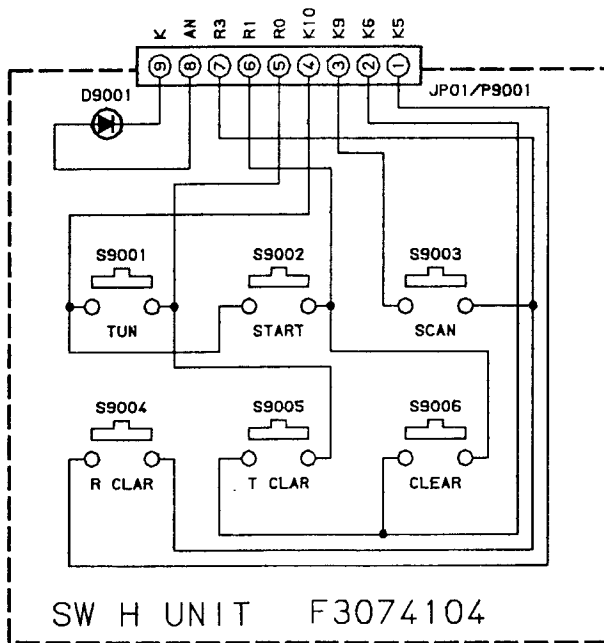 K AN R3 R1 R0 K10 K9 K6 K5
9 8 7 6 5 4 3 2 1
D9001
JP01/P9001
S9001 S9002 S9003
TUN START SCAN
S9004 S9005 S9006
R CLAR T CLAR CLEAR
SW H UNIT F3074104